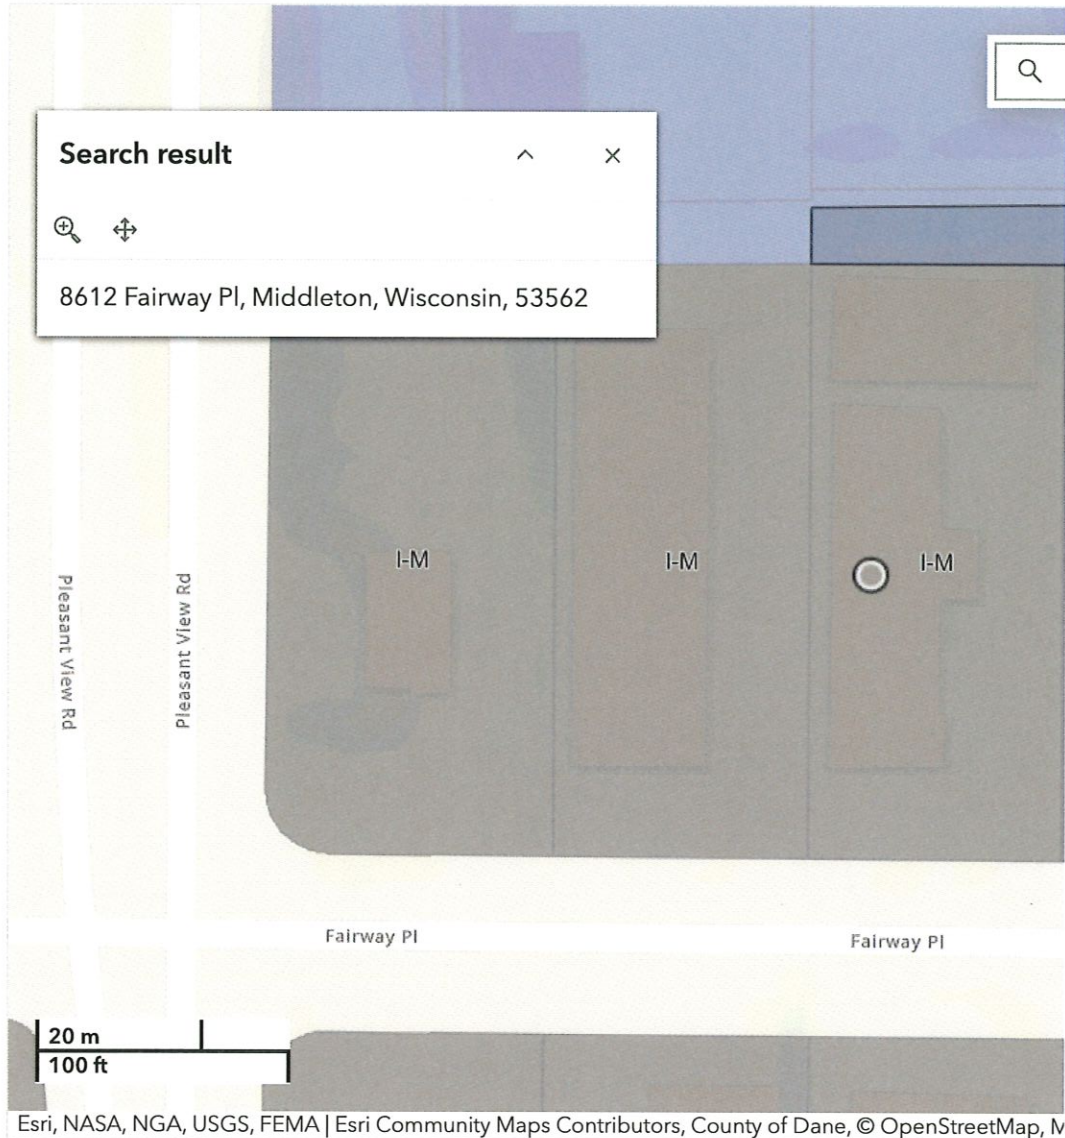 Search result
8612 Fairway Pl, Middleton, Wisconsin, 53562
I-M
I-M
I-M
Pleasant View Rd
Pleasant View Rd
Fairway Pl
Fairway Pl
20 m
100 ft
Esri, NASA, NGA, USGS, FEMA | Esri Community Maps Contributors, County of Dane, © OpenStreetMap, M